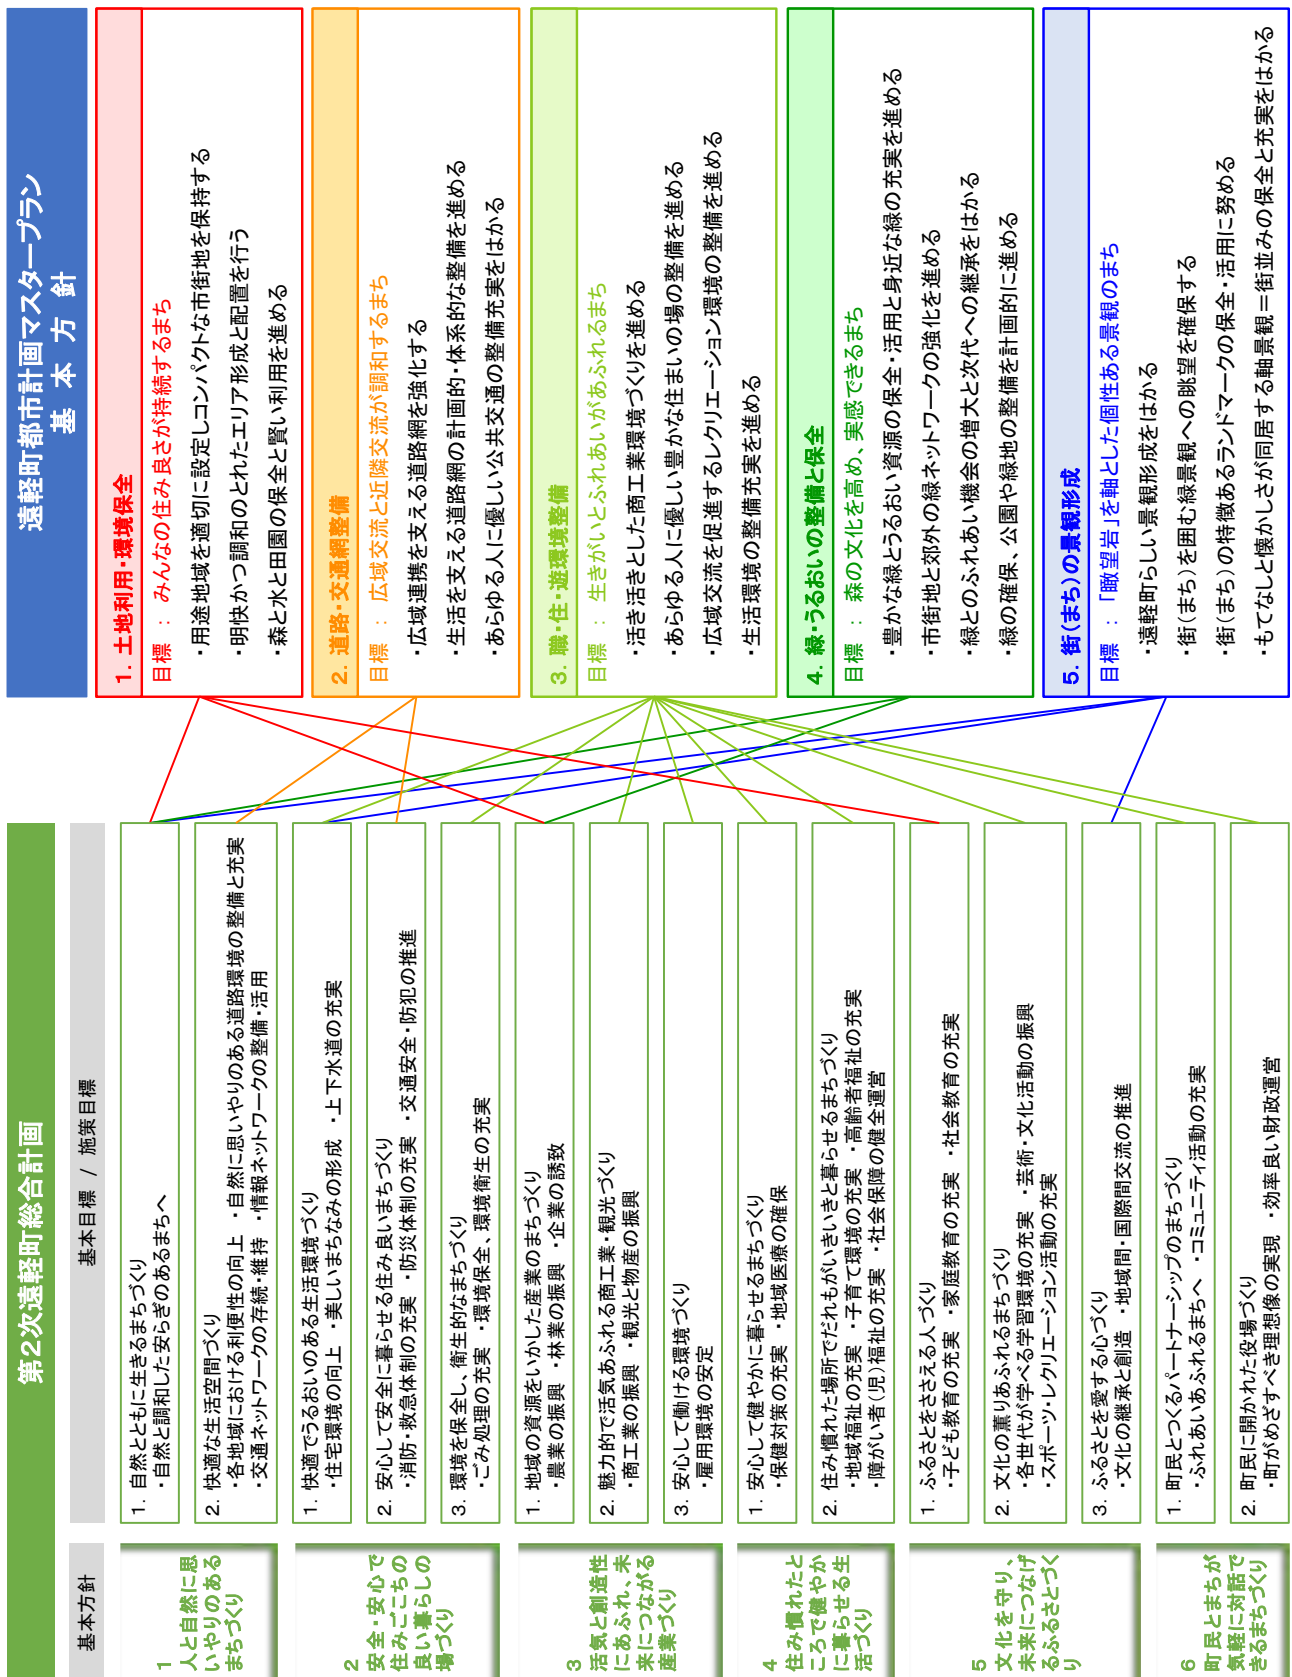 第2次遠軽町総合計画
基本方針
基本目標 / 施策目標
1
人と自然に思
いやりのある
まちづくり
1. 自然とともに生きるまちづくり
・自然と調和した安らぎのあるまちへ
2. 快適な生活空間づくり
・各地域における利便性の向上 ・自然に思いやりのある道路環境の整備と充実
・交通ネットワークの存続・維持 ・情報ネットワークの整備・活用
2
安全・安心で
住みごこちの
良い暮らしの
場づくり
1. 快適でうるおいのある生活環境づくり
・住宅環境の向上 ・美しいまちなみの形成 ・上下水道の充実
2. 安心して安全に暮らせる住み良いまちづくり
・消防・救急体制の充実 ・防災体制の充実 ・交通安全・防犯の推進
3. 環境を保全し、衛生的なまちづくり
・ごみ処理の充実 ・環境保全、環境衛生の充実
3
活気と創造性
にあふれ、未
来につながる
産業づくり
1. 地域の資源をいかした産業のまちづくり
・農業の振興 ・林業の振興 ・企業の誘致
2. 魅力的で活気あふれる商工業・観光づくり
・商工業の振興 ・観光と物産の振興
3. 安心して働ける環境づくり
・雇用環境の安定
4
住み慣れたと
ころで健やか
に暮らせる生
活づくり
1. 安心して健やかに暮らせるまちづくり
・保健対策の充実 ・地域医療の確保
2. 住み慣れた場所でだれもがいきいきと暮らせるまちづくり
・地域福祉の充実 ・子育て環境の充実 ・高齢者福祉の充実
・障がい者(児)福祉の充実 ・社会保障の健全運営
5
文化を守り、
未来につなげ
るふるさとづく
り
1. ふるさとをささえる人づくり
・子ども教育の充実 ・家庭教育の充実 ・社会教育の充実
2. 文化の薫りあふれるまちづくり
・各世代が学べる学習環境の充実 ・芸術・文化活動の振興
・スポーツ・レクリエーション活動の充実
3. ふるさとを愛する心づくり
・文化の継承と創造 ・地域間・国際間交流の推進
6
町民とまちが
気軽に対話で
きるまちづくり
1. 町民とつくるパートナーシップのまちづくり
・ふれあいあふれるまちへ ・コミュニティ活動の充実
2. 町民に開かれた役場づくり
・町がめざすべき理想像の実現 ・効率良い財政運営
遠軽町都市計画マスタープラン
基 本 方 針
1. 土地利用・環境保全
目標 : みんなの住み良さが持続するまち
・用途地域を適切に設定しコンパクトな市街地を保持する
・明快かつ調和のとれたエリア形成と配置を行う
・森と水と田園の保全と賢い利用を進める
2. 道路・交通網整備
目標 : 広域交流と近隣交流が調和するまち
・広域連携を支える道路網を強化する
・生活を支える道路網の計画的・体系的な整備を進める
・あらゆる人に優しい公共交通の整備充実をはかる
3. 職・住・遊環境整備
目標 : 生きがいとふれあいがあふれるまち
・活き活きとした商工業環境づくりを進める
・あらゆる人に優しい豊かな住まいの場の整備を進める
・広域交流を促進するレクリエーション環境の整備を進める
・生活環境の整備充実を進める
4. 緑・うるおいの整備と保全
目標 : 森の文化を高め、実感できるまち
・豊かな緑とうるおい資源の保全・活用と身近な緑の充実を進める
・市街地と郊外の緑ネットワークの強化を進める
・緑とのふれあい機会の増大と次代への継承をはかる
・緑の確保、公園や緑地の整備を計画的に進める
5. 街(まち)の景観形成
目標 : 「瞰望岩」を軸とした個性ある景観のまち
・遠軽町らしい景観形成をはかる
・街(まち)を囲む緑景観への眺望を確保する
・街(まち)の特徴あるランドマークの保全・活用に努める
・もてなしと懐かしさが同居する軸景観=街並みの保全と充実をはかる